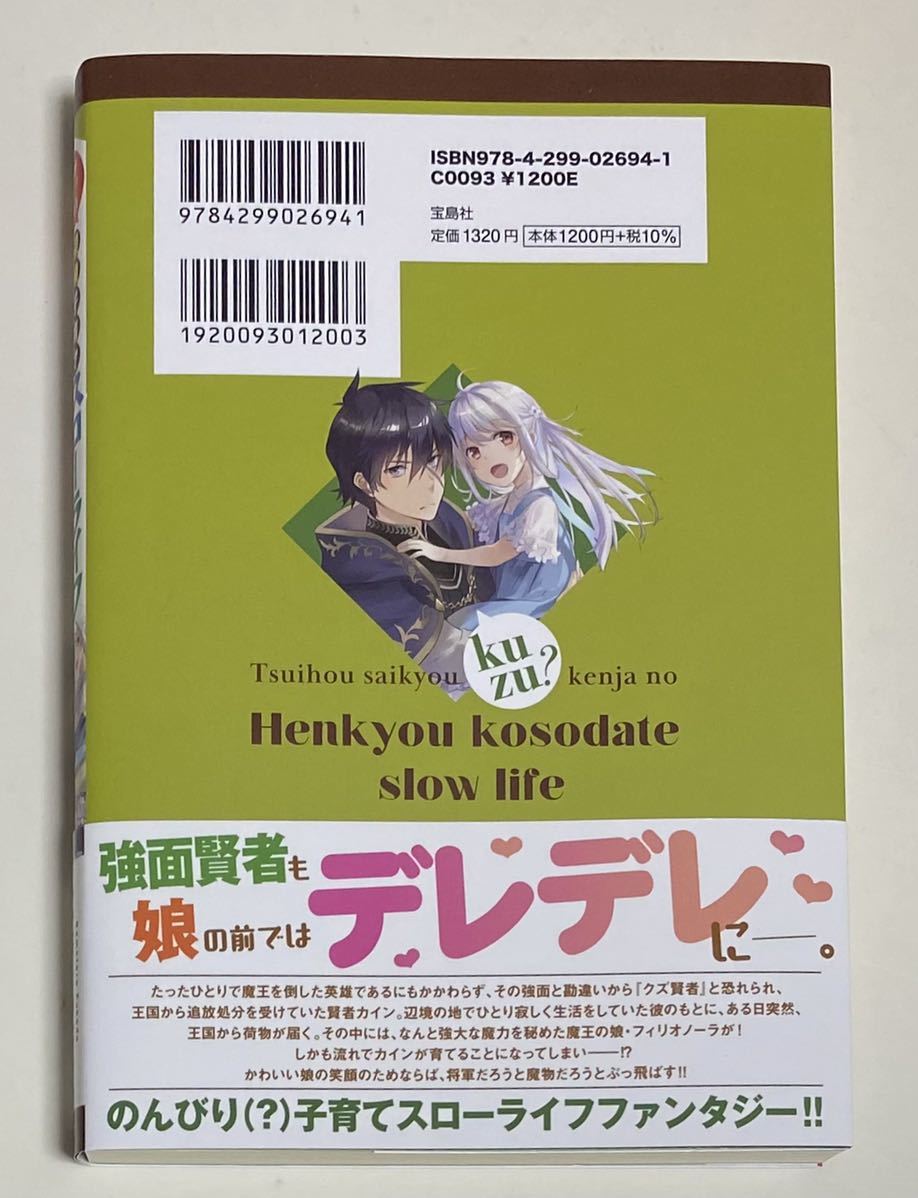 ISBN978-4-299-02694-1
C0093 ¥1200E
9784299026941
宝島社
定価1320円 本体1200円+税10%
1920093012003
ku
zu?
Tsuihou saikyou kenja no
Henkyou kosodate
slow life
強面賢者も
娘の前では
デレデレに――。
たったひとりで魔王を倒した英雄であるにもかかわらず、その強面と勘違いから『クズ賢者』と恐れられ、
王国から追放処分を受けていた賢者カイン。辺境の地でひとり寂しく生活をしていた彼のもとに、ある日突然、
王国から荷物が届く。その中には、なんと強大な魔力を秘めた魔王の娘・フィリオノーラが!
しかも流れでカインが育てることになってしまい――!?
かわいい娘の笑顔のためならば、将軍だろうと魔物だろうとぶっ飛ばす!!
のんびり(?)子育てスローライフファンタジー!!